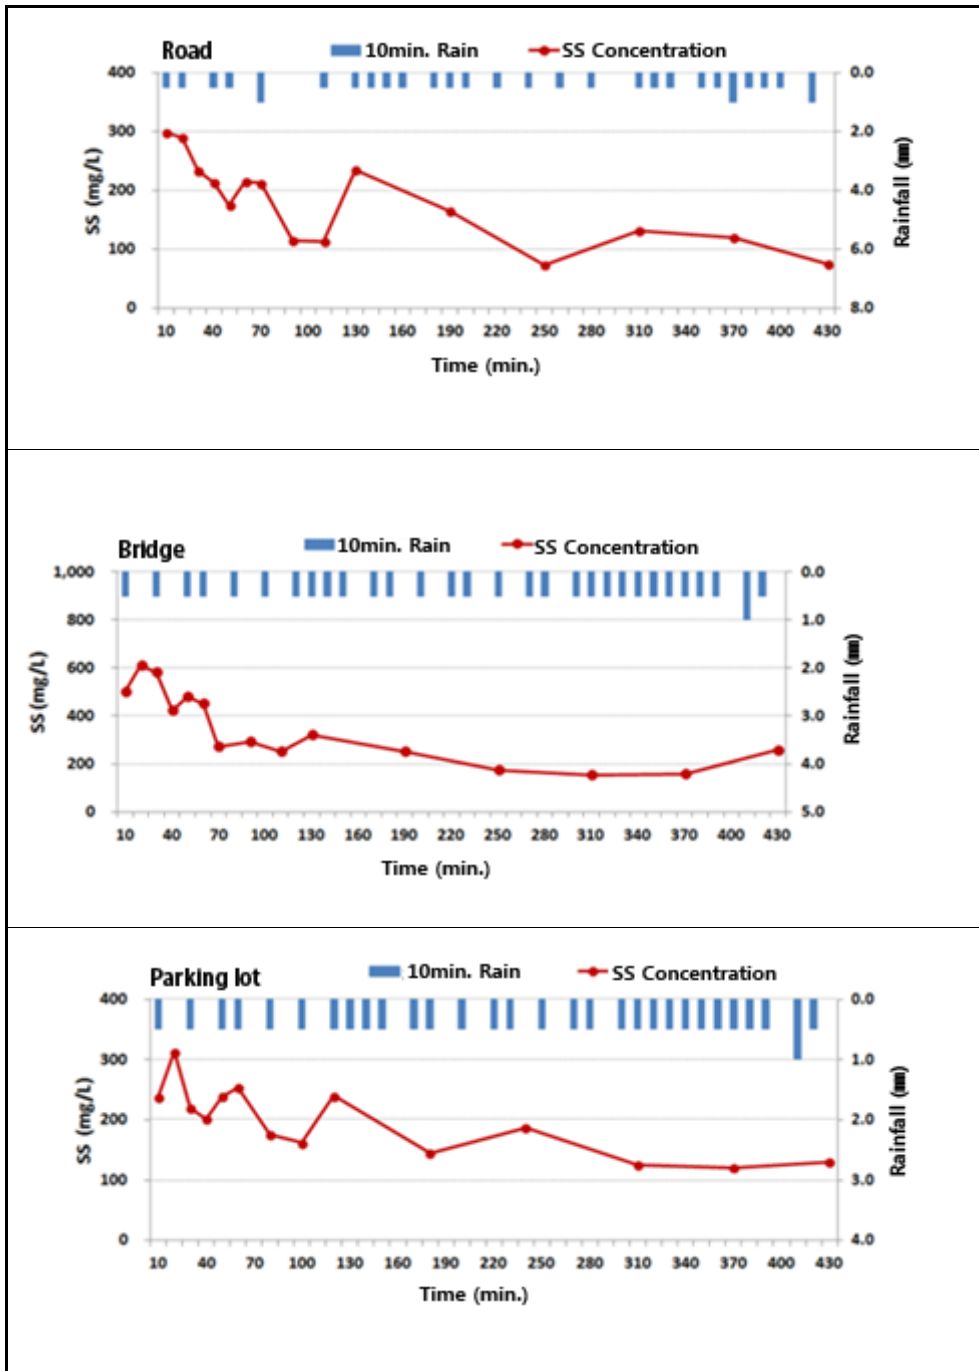 Road
10min. Rain
SS Concentration
400 300 200 100 0
SS (mg/L)
0.0 2.0 4.0 6.0 8.0
Rainfall (㎜)
10 40 70 100 130 160 190 220 250 280 310 340 370 400 430
Time (min.)
Bridge
10min. Rain
SS Concentration
1,000 800 600 400 200 0
SS (mg/L)
0.0 1.0 2.0 3.0 4.0 5.0
Rainfall (㎜)
10 40 70 100 130 160 190 220 250 280 310 340 370 400 430
Time (min.)
Parking lot
10min. Rain
SS Concentration
400 300 200 100 0
SS (mg/L)
0.0 1.0 2.0 3.0 4.0
Rainfall (㎜)
10 40 70 100 130 160 190 220 250 280 310 340 370 400 430
Time (min.)